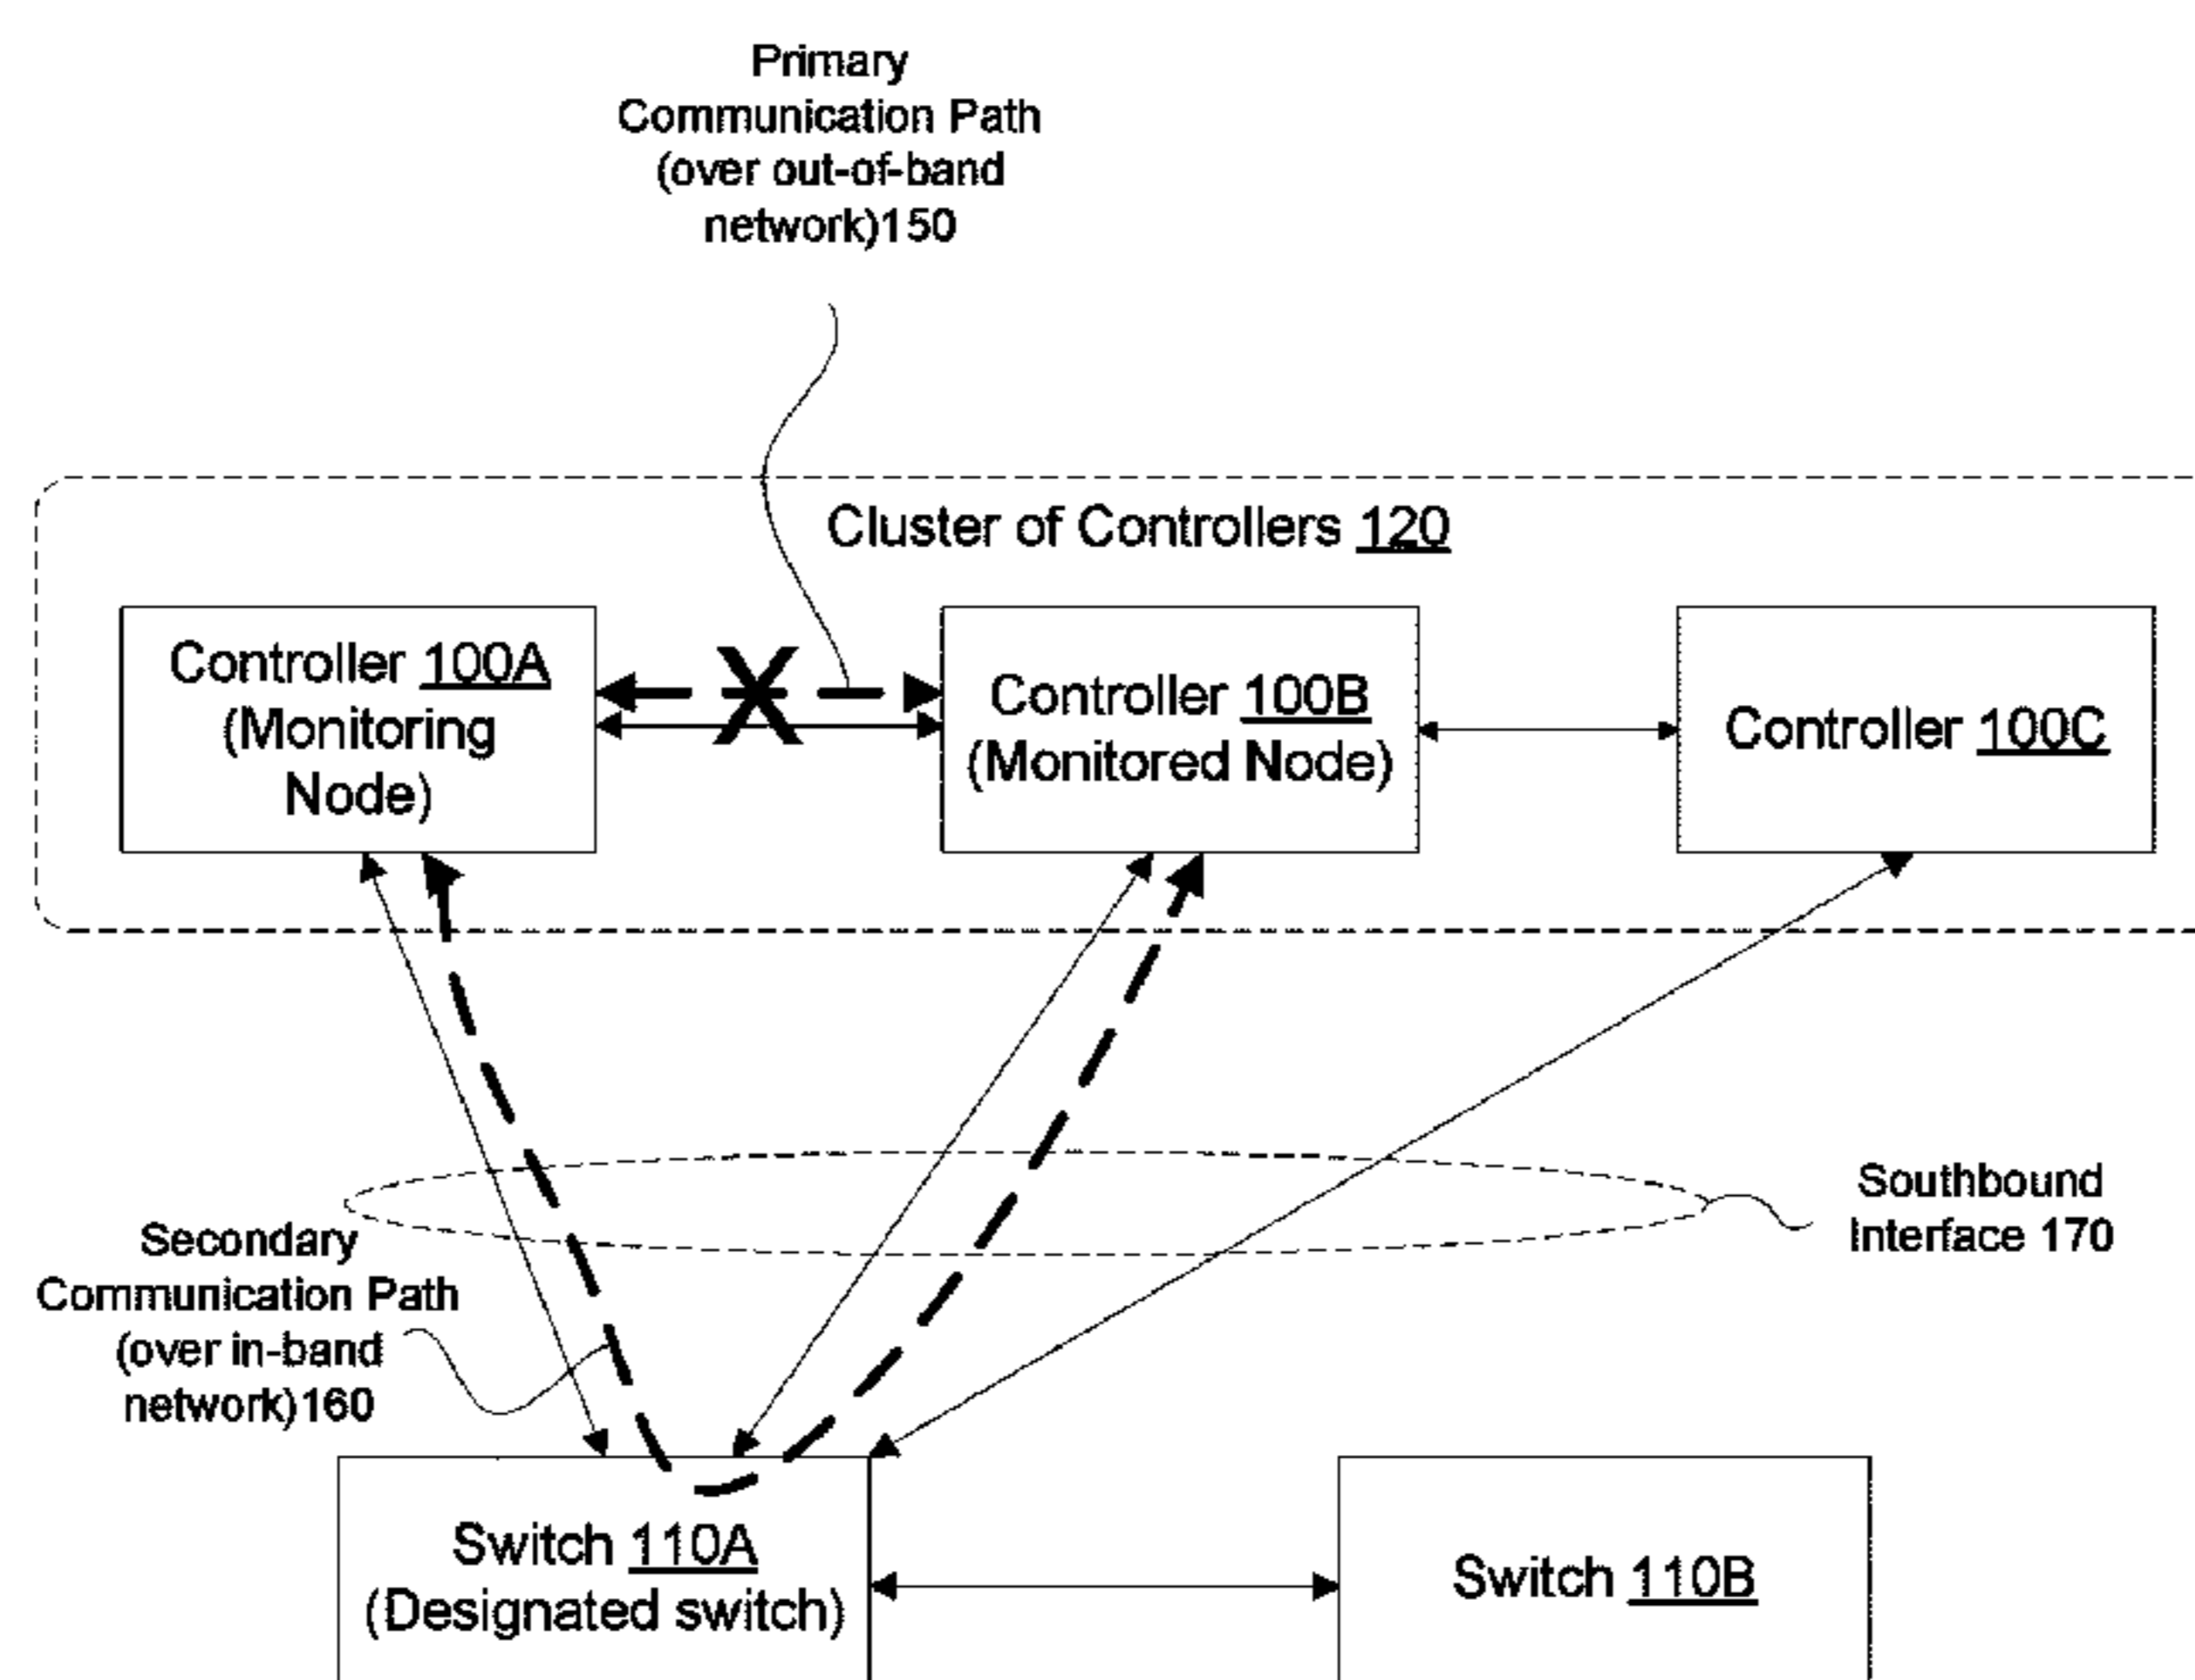 Primary
Communication Path
(over out-of-band
network)150
Cluster of Controllers 120
Controller 100A
(Monitoring
Node)
X
Controller 100B
(Monitored Node)
Controller 100C
Southbound
Interface 170
Secondary
Communication Path
(over in-band
network)160
Switch 110A
(Designated switch)
Switch 110B